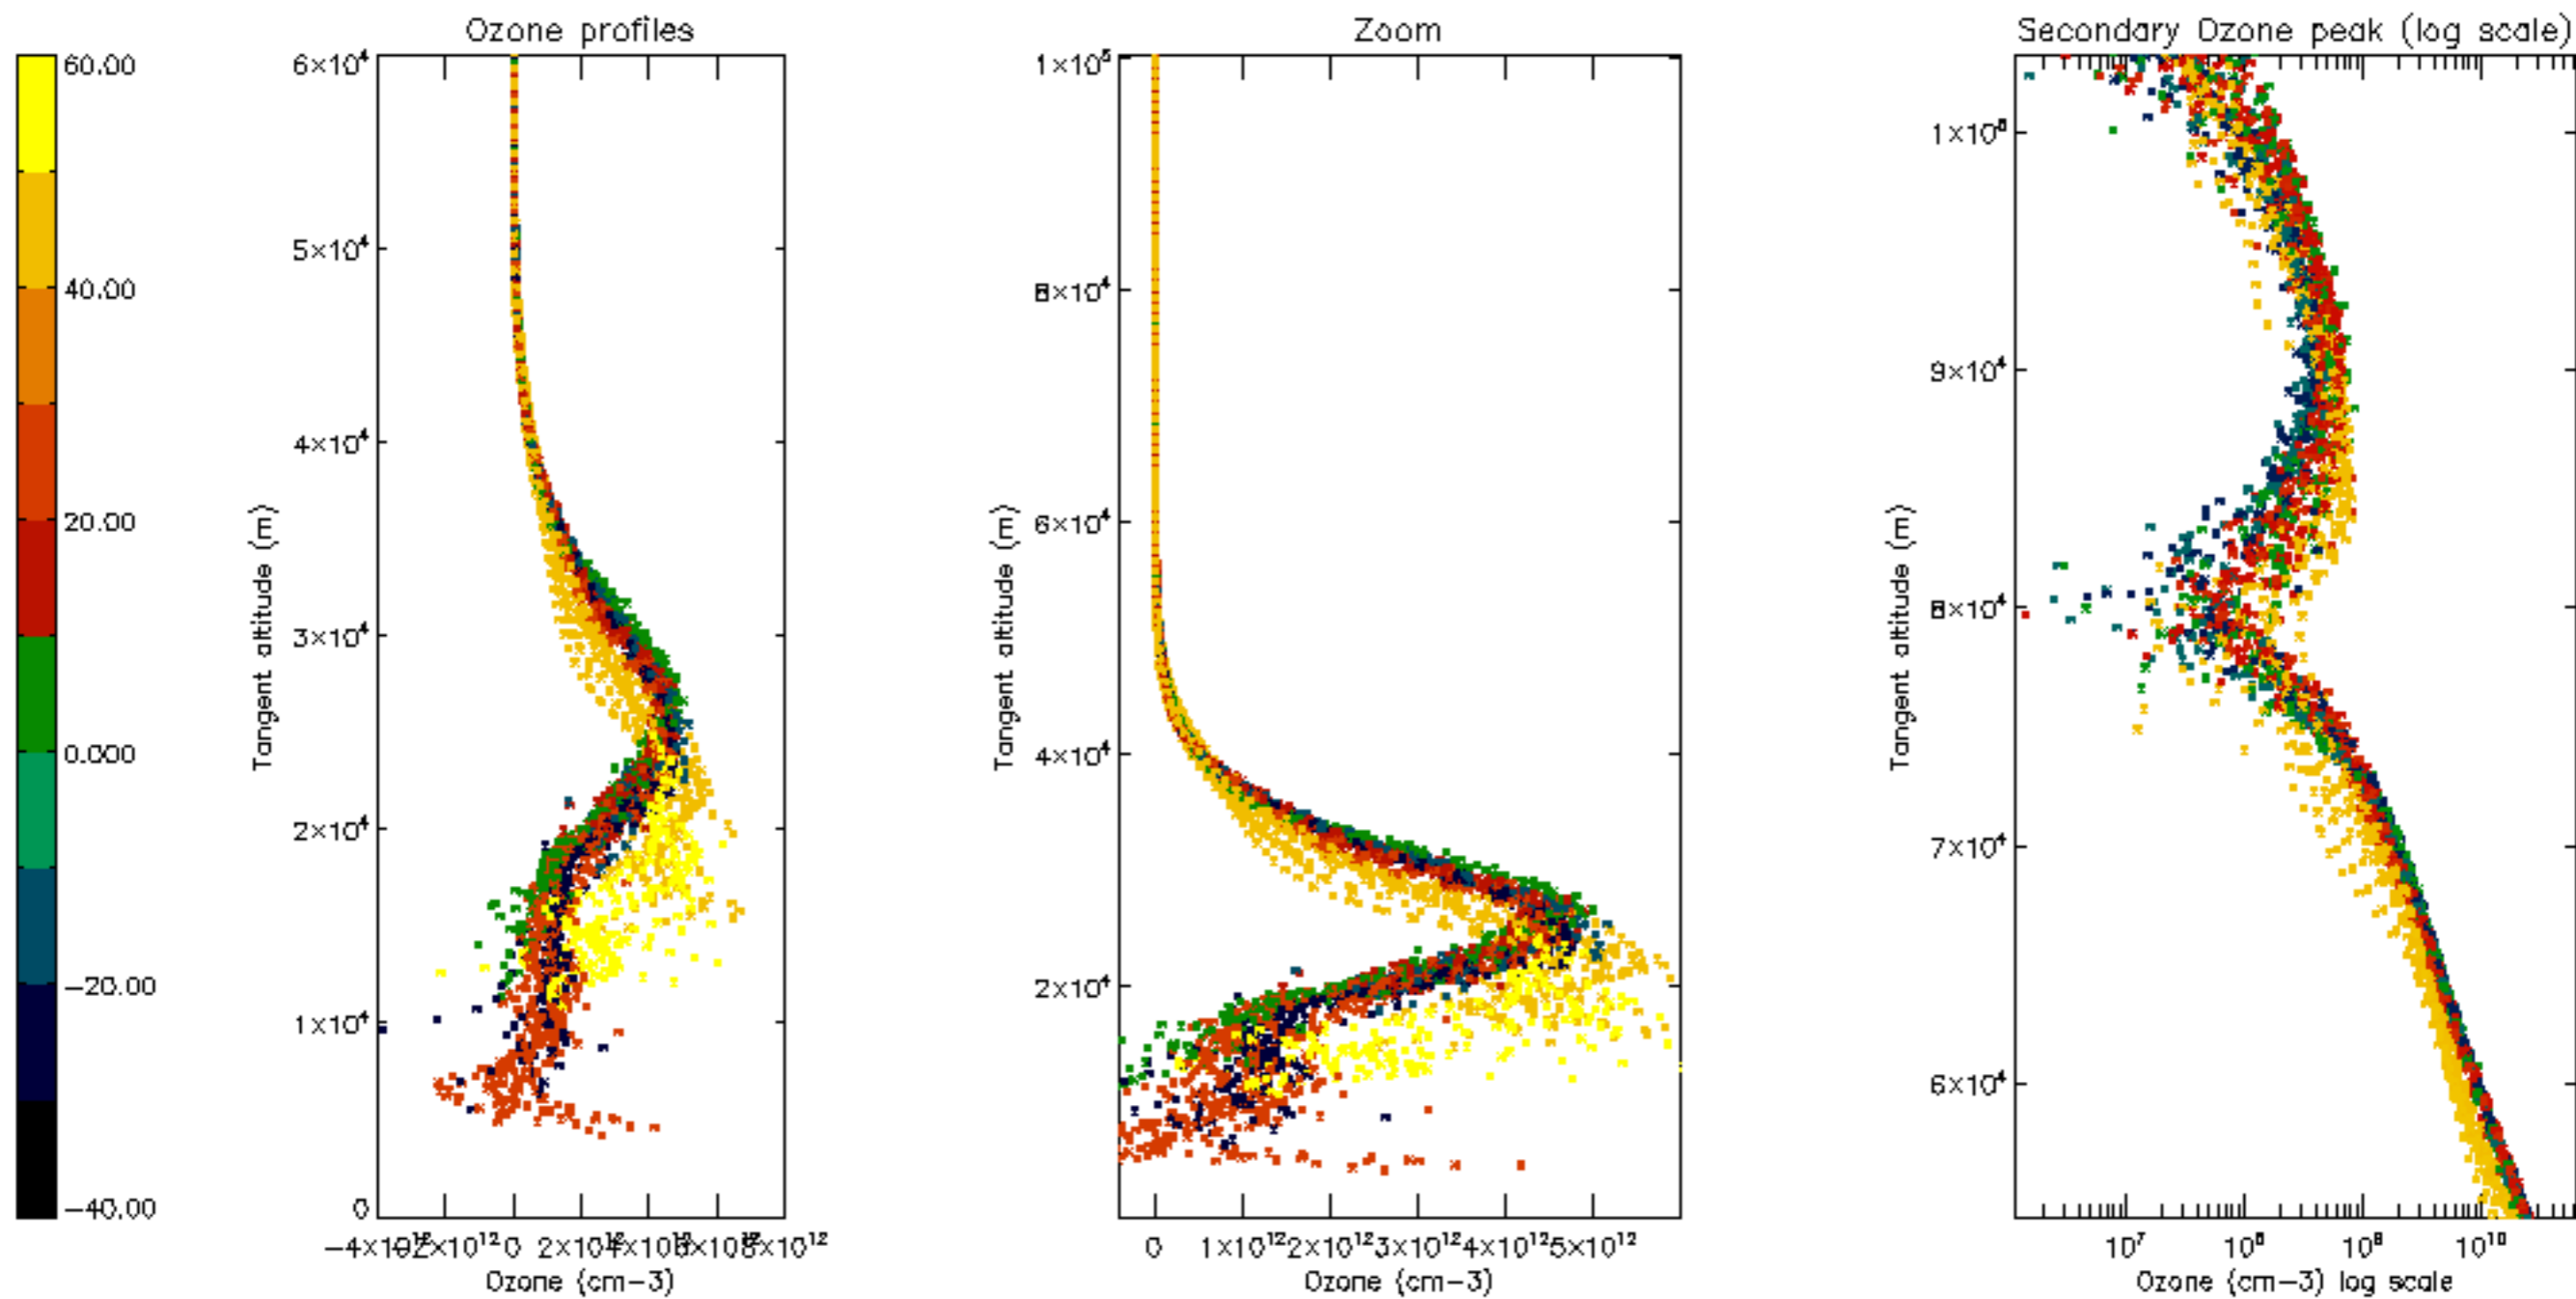 Ozone profiles
Zoom
Secondary Ozone peak (log scale)
60.00
40.00
20.00
0.000
−20.00
−40.00
6×10⁴
5×10⁴
4×10⁴
3×10⁴
2×10⁴
1×10⁴
0
Tangent altitude (m)
0
Ozone (cm−3)
1×10⁵
8×10⁴
6×10⁴
4×10⁴
2×10⁴
Tangent altitude (m)
0 1×10¹² 2×10¹² 3×10¹² 4×10¹² 5×10¹²
Ozone (cm−3)
9×10⁴
8×10⁴
7×10⁴
6×10⁴
Tangent altitude (m)
10⁷ 10⁸ 10⁹ 10¹⁰
Ozone (cm−3) log scale